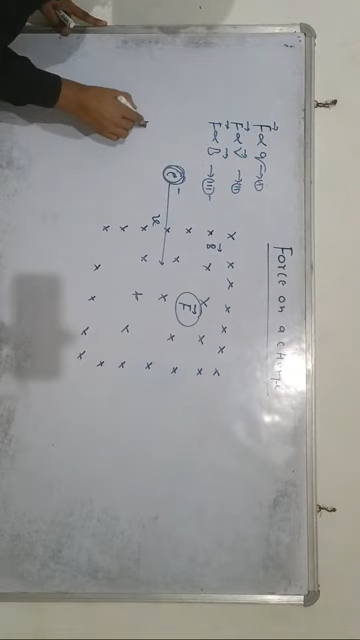 Force on a charge
F⃗ ∝ q → (I)
F⃗ ∝ V⃗ → (II)
F⃗ ∝ B⃗ → (III)
e -
B⃗
F⃗
x x x x x x